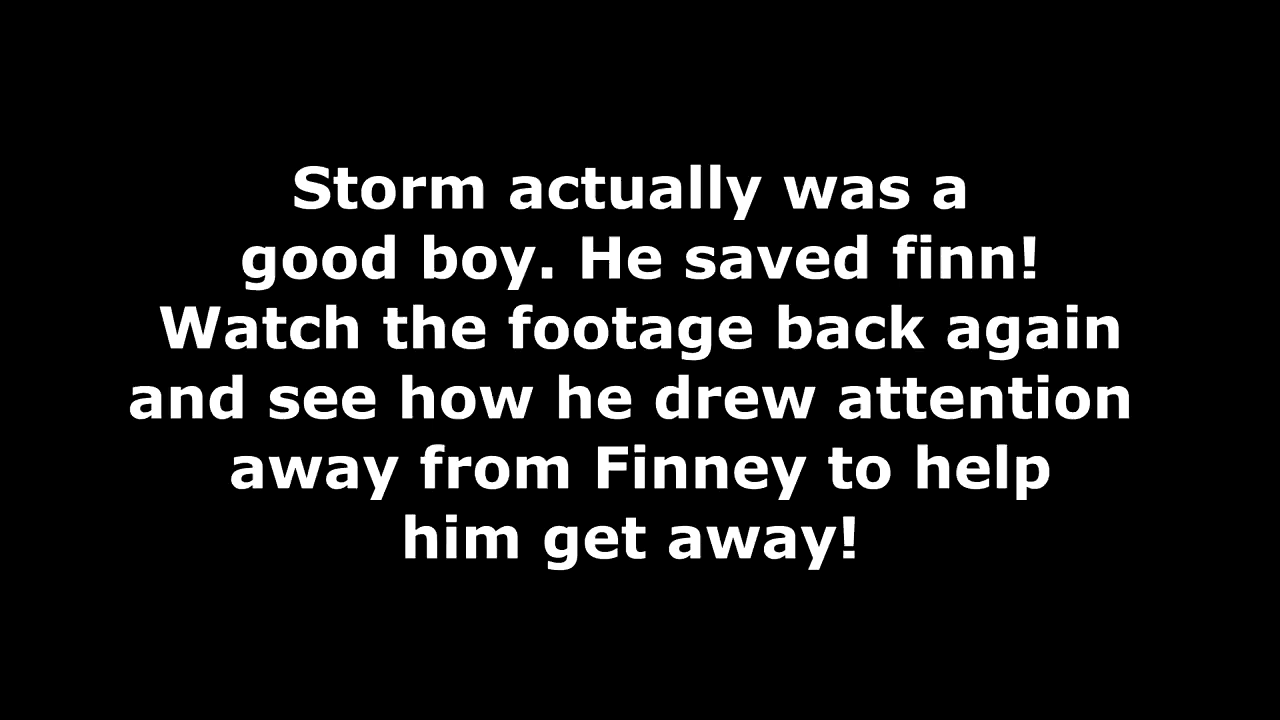 Storm actually was a
good boy. He saved finn!
Watch the footage back again
and see how he drew attention
away from Finney to help
him get away!